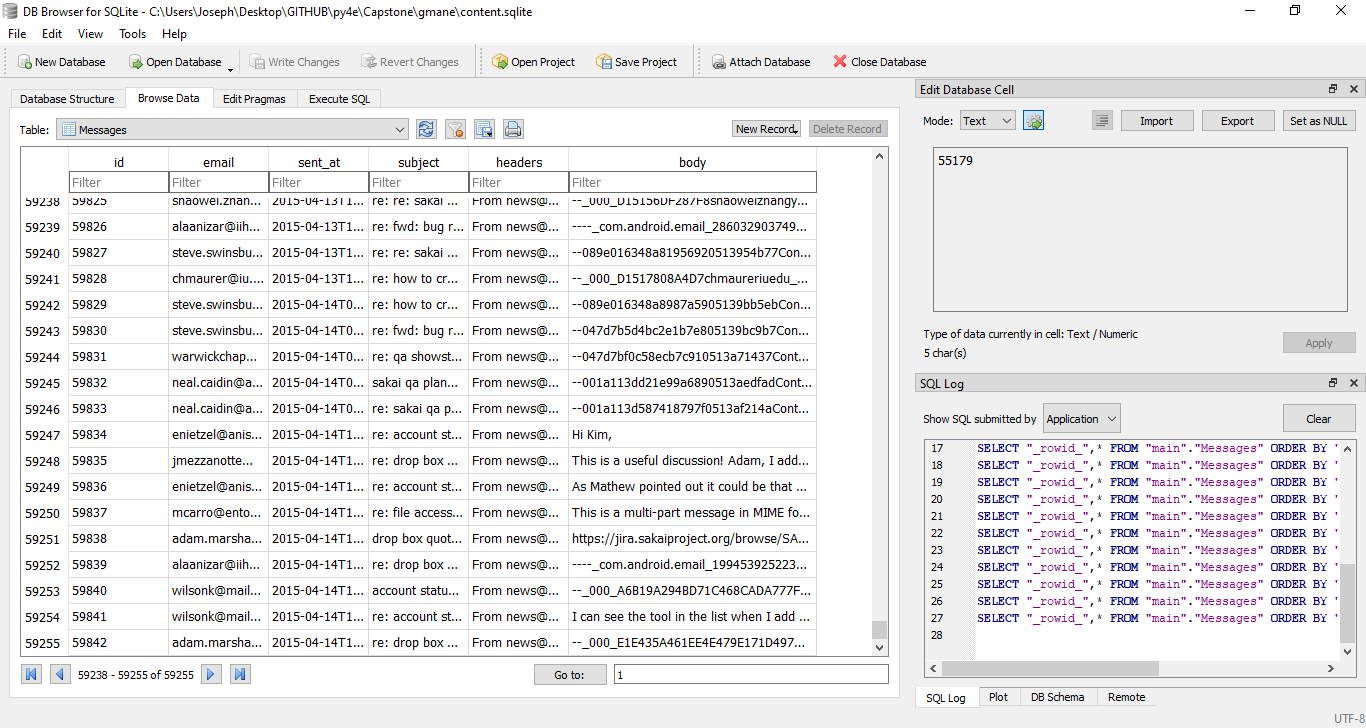 DB Browser for SQLite - C:\Users\Joseph\Desktop\GITHUB\py4e\Capstone\gmane\content.sqlite
File Edit View Tools Help
New Database Open Database Write Changes Revert Changes Open Project Save Project Attach Database Close Database
Database Structure Browse Data Edit Pragmas Execute SQL
Table: Messages New Record Delete Record
id email sent_at subject headers body
Filter Filter Filter Filter Filter Filter
59238 59825 shaowei.zhan... 2015-04-13T1... re: re: sakai ... From news@... --_000_D15156DF287F8shaoweizhangy...
59239 59826 alaanizar@iih... 2015-04-13T1... re: fwd: bug r... From news@... ----_com.android.email_286032903749...
59240 59827 steve.swinsbu... 2015-04-13T1... re: re: sakai ... From news@... --089e016348a81956920513954b77Con...
59241 59828 chmaurer@iu.... 2015-04-13T1... re: how to cr... From news@... --_000_D1517808A4D7chmaureriuedu_...
59242 59829 steve.swinsbu... 2015-04-14T0... re: how to cr... From news@... --089e016348a8987a5905139bb5ebCon...
59243 59830 steve.swinsbu... 2015-04-14T0... re: fwd: bug r... From news@... --047d7b5d4bc2e1b7e805139bc9b7Con...
59244 59831 warwickchap... 2015-04-14T0... re: qa showst... From news@... --047d7bf0c58ecb7c910513a71437Cont...
59245 59832 neal.caidin@a... 2015-04-14T0... sakai qa plan... From news@... --001a113dd21e99a6890513aedfadCont...
59246 59833 neal.caidin@a... 2015-04-14T0... re: sakai qa p... From news@... --001a113d587418797f0513af214aCont...
59247 59834 enietzel@anis... 2015-04-14T1... re: account st... From news@... Hi Kim,
59248 59835 jmezzanotte... 2015-04-14T1... re: drop box ... From news@... This is a useful discussion! Adam, I add...
59249 59836 enietzel@anis... 2015-04-14T1... re: account st... From news@... As Mathew pointed out it could be that ...
59250 59837 mcarro@ento... 2015-04-14T1... re: file access... From news@... This is a multi-part message in MIME fo...
59251 59838 adam.marsha... 2015-04-14T1... drop box quot... From news@... https://jira.sakaiproject.org/browse/SA...
59252 59839 alaanizar@iih... 2015-04-14T1... re: drop box ... From news@... ----_com.android.email_199453925223...
59253 59840 wilsonk@mail... 2015-04-14T1... account statu... From news@... --_000_A6B19A294BD71C468CADA777F...
59254 59841 wilsonk@mail... 2015-04-14T1... re: account st... From news@... I can see the tool in the list when I add ...
59255 59842 adam.marsha... 2015-04-14T1... re: drop box ... From news@... --_000_E1E435A461EE4E479E171D497...
59238 - 59255 of 59255 Go to: 1
Edit Database Cell
Mode: Text Import Export Set as NULL
55179
Type of data currently in cell: Text / Numeric
5 char(s) Apply
SQL Log
Show SQL submitted by Application Clear
17 SELECT "_rowid_",* FROM "main"."Messages" ORDER BY '
18 SELECT "_rowid_",* FROM "main"."Messages" ORDER BY '
19 SELECT "_rowid_",* FROM "main"."Messages" ORDER BY '
20 SELECT "_rowid_",* FROM "main"."Messages" ORDER BY '
21 SELECT "_rowid_",* FROM "main"."Messages" ORDER BY '
22 SELECT "_rowid_",* FROM "main"."Messages" ORDER BY '
23 SELECT "_rowid_",* FROM "main"."Messages" ORDER BY '
24 SELECT "_rowid_",* FROM "main"."Messages" ORDER BY '
25 SELECT "_rowid_",* FROM "main"."Messages" ORDER BY '
26 SELECT "_rowid_",* FROM "main"."Messages" ORDER BY '
27 SELECT "_rowid_",* FROM "main"."Messages" ORDER BY '
28
SQL Log Plot DB Schema Remote
UTF-8